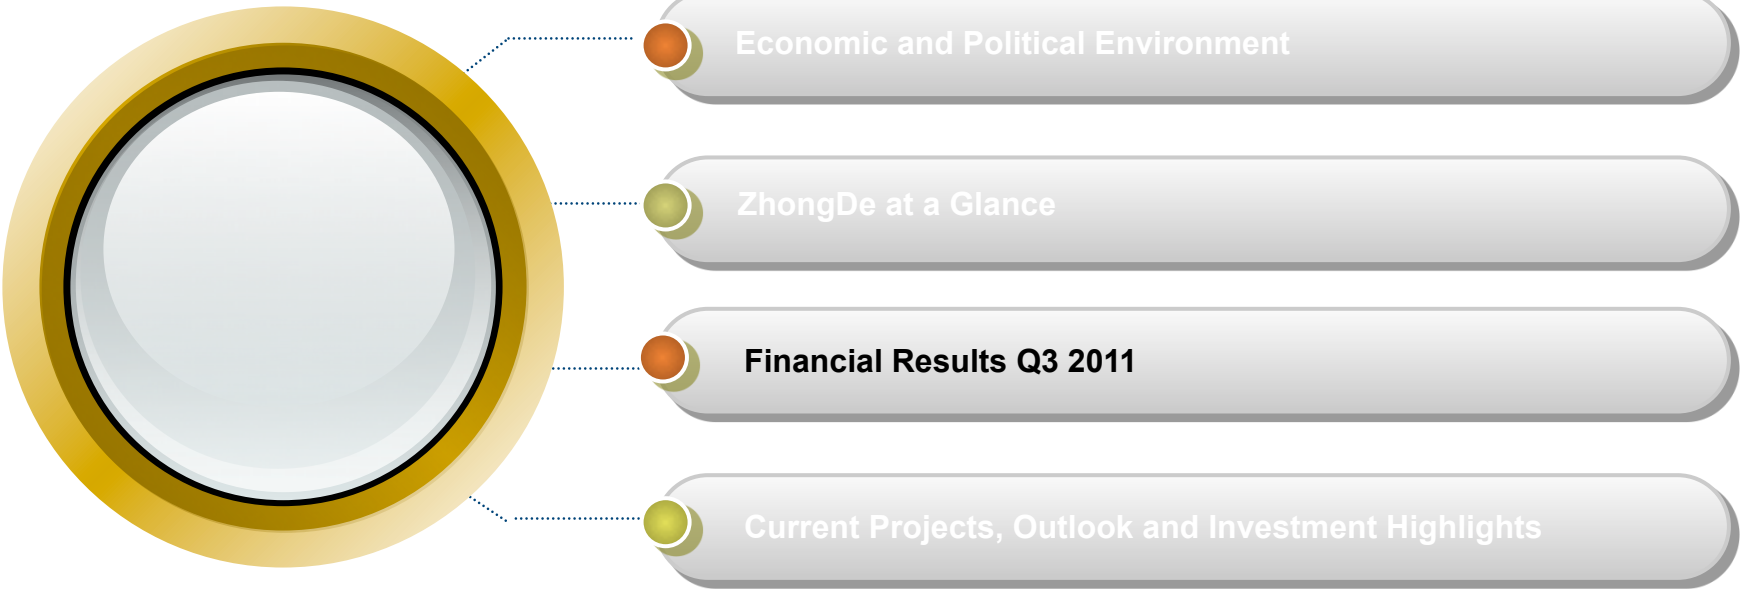 Economic and Political Environment
ZhongDe at a Glance
Financial Results Q3 2011
Current Projects, Outlook and Investment Highlights